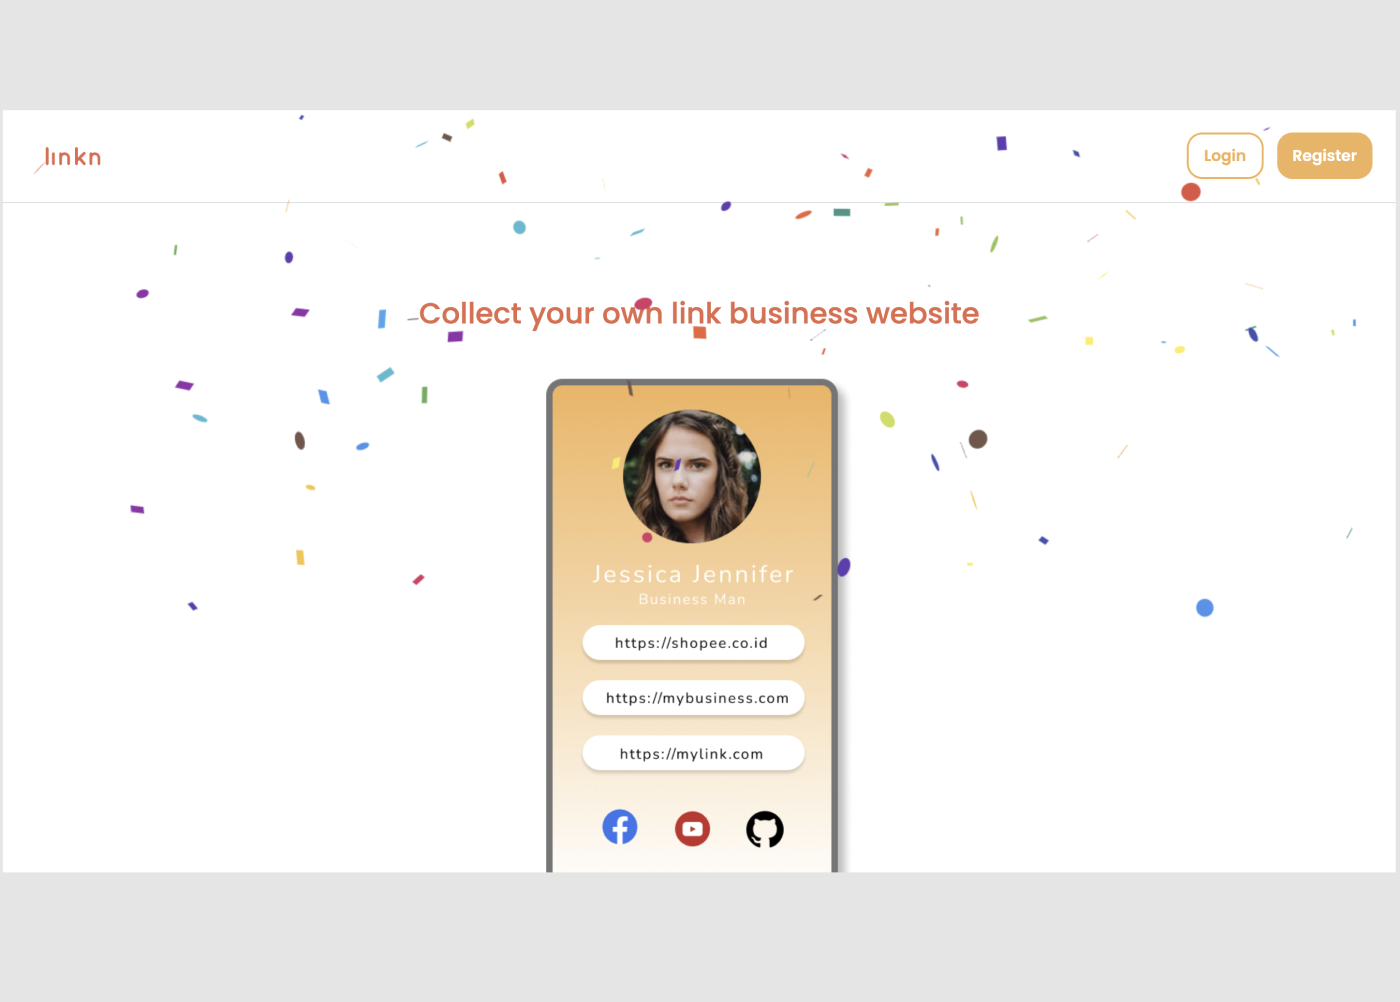 linkn
Login
Register
Collect your own link business website
Jessica Jennifer
Business Man
https://shopee.co.id
https://mybusiness.com
https://mylink.com